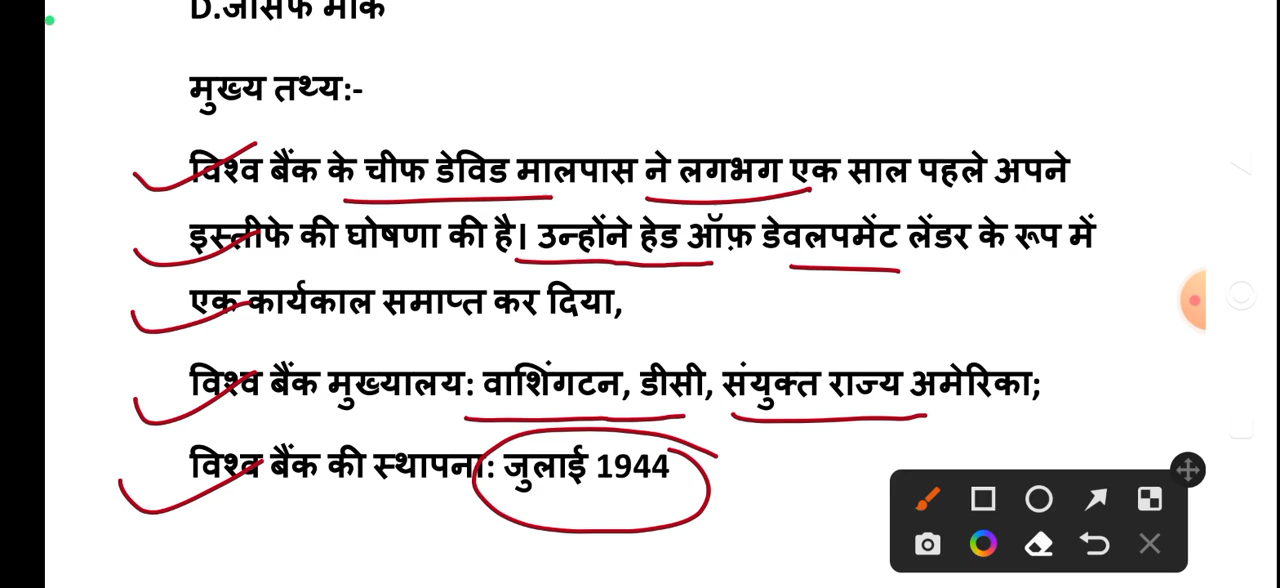 D.जोसेफ मोक
मुख्य तथ्य:-
विश्व बैंक के चीफ डेविड मालपास ने लगभग एक साल पहले अपने
इस्तीफे की घोषणा की है। उन्होंने हेड ऑफ़ डेवलपमेंट लेंडर के रूप में
एक कार्यकाल समाप्त कर दिया,
विश्व बैंक मुख्यालय: वाशिंगटन, डीसी, संयुक्त राज्य अमेरिका;
विश्व बैंक की स्थापना: जुलाई 1944